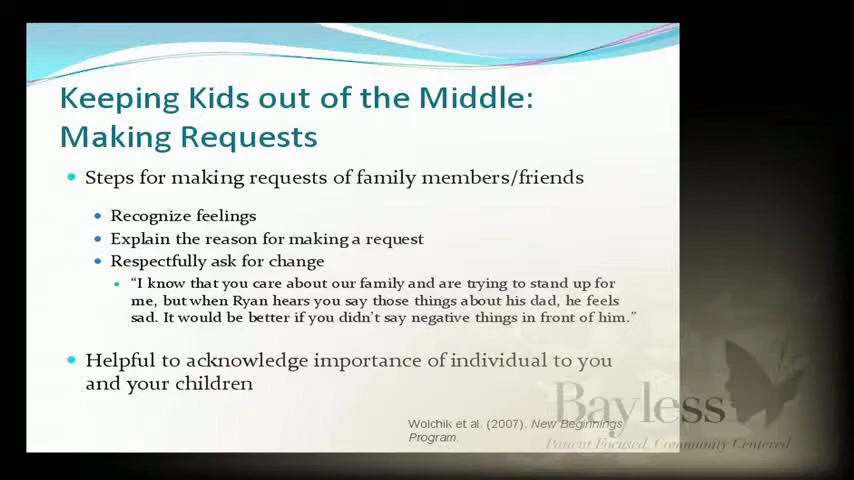 Keeping Kids out of the Middle:
Making Requests
Steps for making requests of family members/friends
Recognize feelings
Explain the reason for making a request
Respectfully ask for change
“I know that you care about our family and are trying to stand up for
me, but when Ryan hears you say those things about his dad, he feels
sad. It would be better if you didn’t say negative things in front of him.”
Helpful to acknowledge importance of individual to you
and your children
Bayless
Wolchik et al. (2007). New Beginnings
Program.
Patient Focused, Community Centered